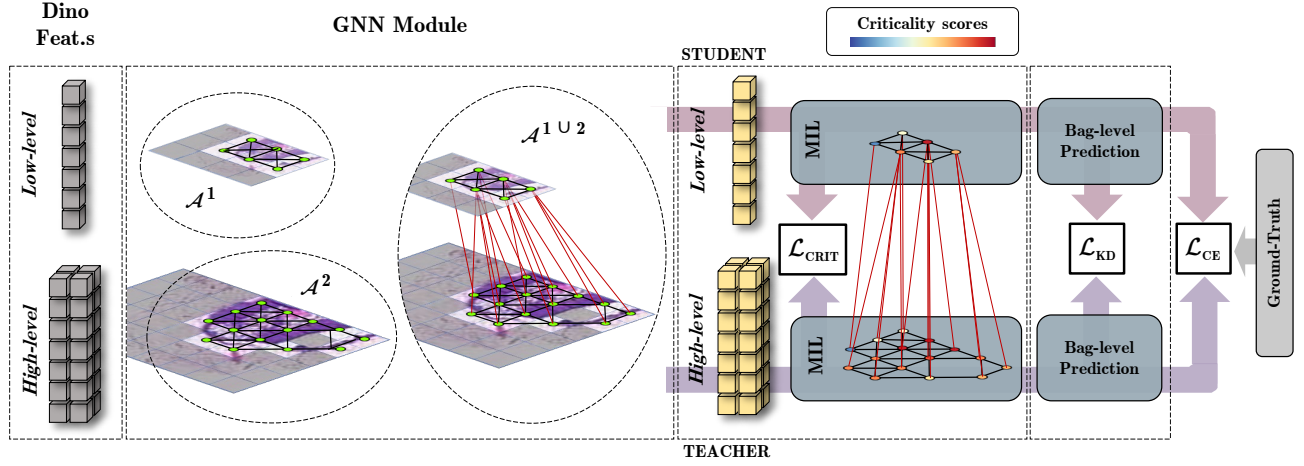 Dino
Feat.s
GNN Module
Criticality scores
STUDENT
Low-level
High-level
𝒜¹
𝒜²
𝒜¹ ∪ ²
Low-level
High-level
MIL
MIL
ℒCRIT
Bag-level
Prediction
Bag-level
Prediction
ℒKD
ℒCE
Ground-Truth
TEACHER